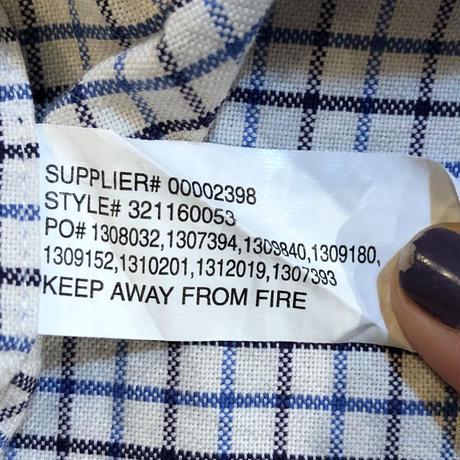 SUPPLIER# 00002398
STYLE# 321160053
PO# 1308032,1307394,1309840,1309180,
1309152,1310201,1312019,1307393
KEEP AWAY FROM FIRE